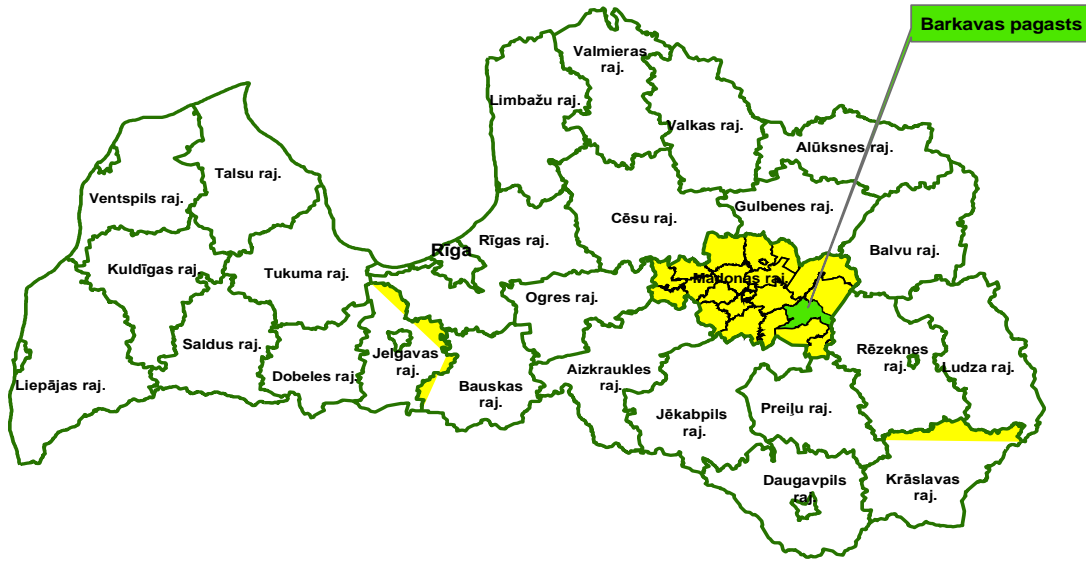 Barkavas pagasts
Valmieras
raj.
Limbažu raj.
Valkas raj.
Alūksnes raj.
Talsu raj.
Ventspils raj.
Cēsu raj.
Gulbenes raj.
Rīga
Rīgas raj.
Balvu raj.
Kuldīgas raj.
Tukuma raj.
Madonas raj.
Ogres raj.
Saldus raj.
Jelgavas
raj.
Rēzeknes
raj.
Ludza raj.
Liepājas raj.
Dobeles raj.
Bauskas
raj.
Aizkraukles
raj.
Jēkabpils
raj.
Preiļu raj.
Daugavpils
raj.
Krāslavas
raj.